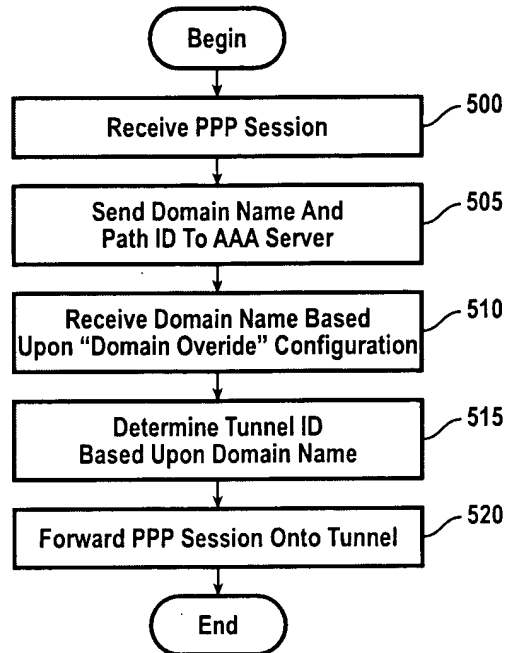 Begin
Receive PPP Session
500
Send Domain Name And
Path ID To AAA Server
505
Receive Domain Name Based
Upon “Domain Overide” Configuration
510
Determine Tunnel ID
Based Upon Domain Name
515
Forward PPP Session Onto Tunnel
520
End